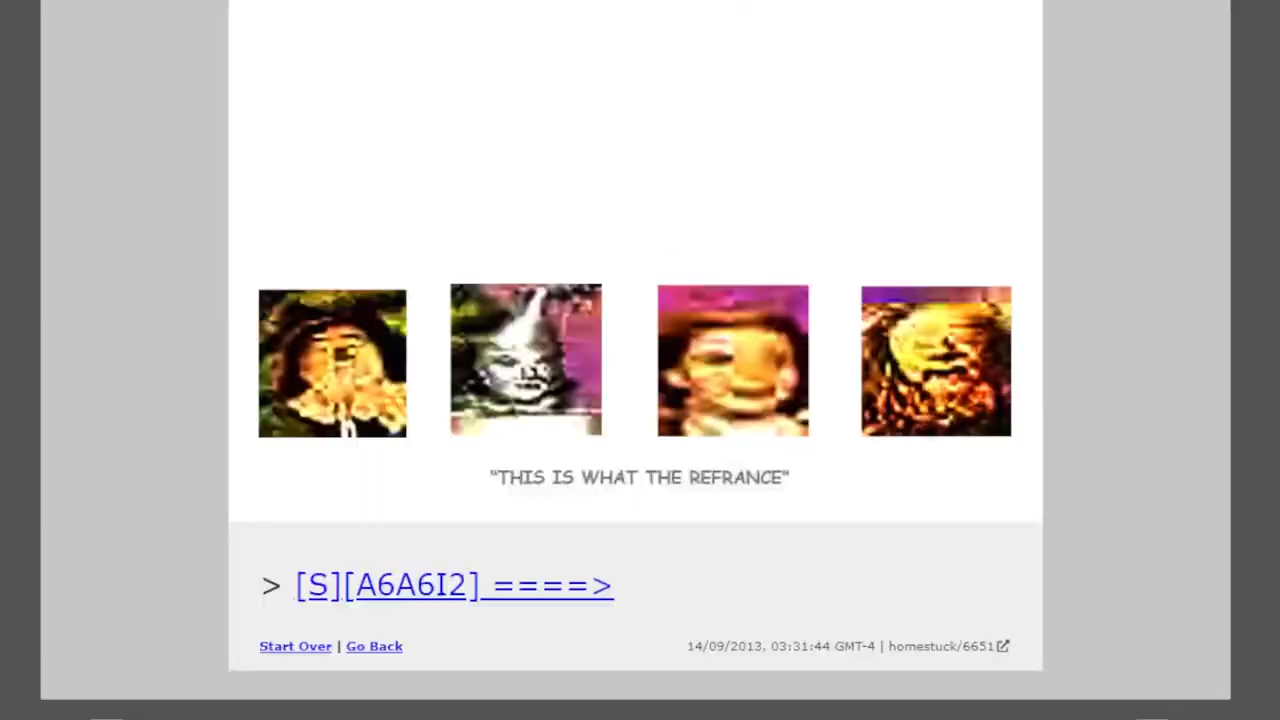 "THIS IS WHAT THE REFRANCE"
> [S][A6A6I2] ====>
Start Over | Go Back
14/09/2013, 03:31:44 GMT-4 | homestuck/6651